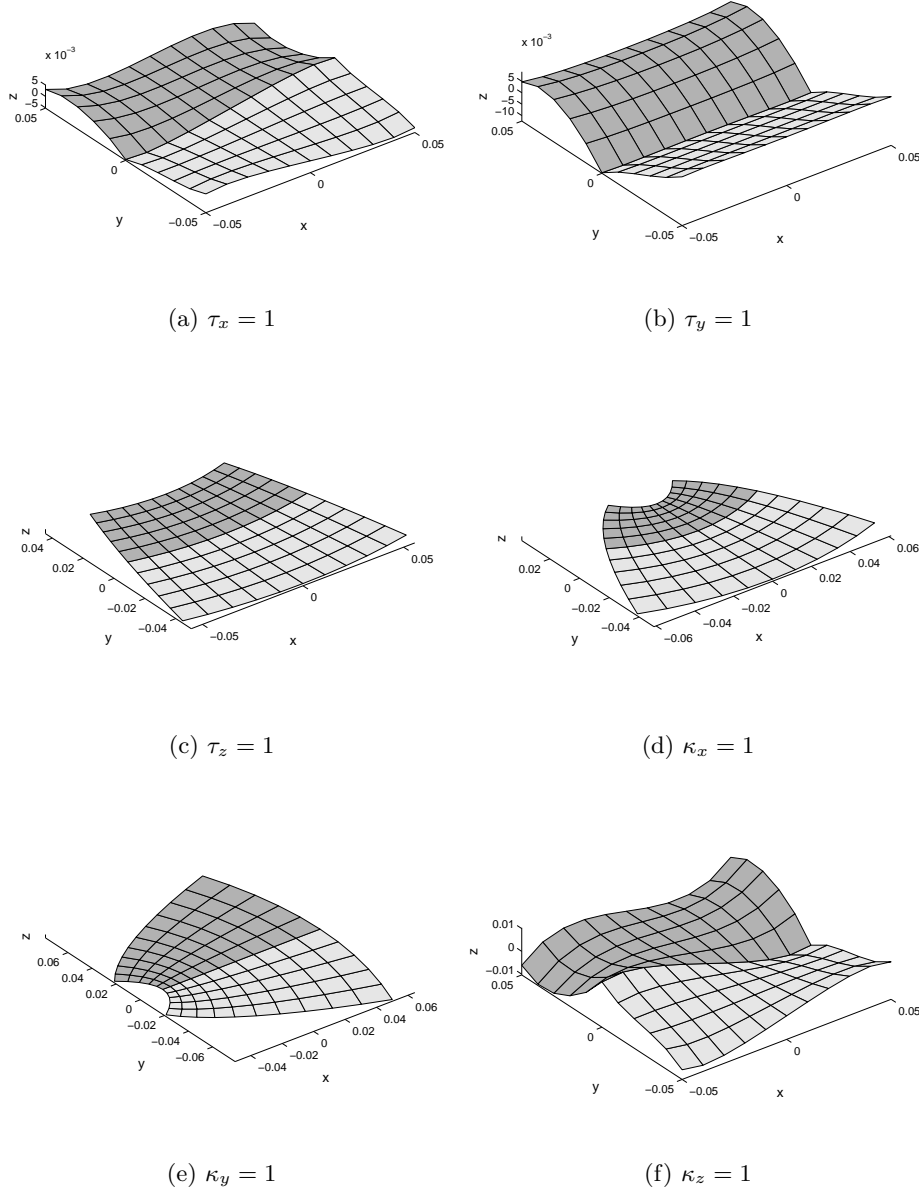 x 10⁻³
5
0
−5
z
0.05
0
−0.05
y
−0.05
0
0.05
x
(a) τx = 1
x 10⁻³
5
0
−5
−10
z
0.05
0
−0.05
y
−0.05
0
0.05
x
(b) τy = 1
z
0.04
0.02
0
−0.02
−0.04
y
−0.05
0
0.05
x
(c) τz = 1
z
0.02
0
−0.02
−0.04
y
−0.06
−0.04
−0.02
0
0.02
0.04
0.06
x
(d) κx = 1
z
0.06
0.04
0.02
0
−0.02
−0.04
−0.06
y
−0.04
−0.02
0
0.02
0.04
0.06
x
(e) κy = 1
0.01
0
−0.01
z
0.05
0
−0.05
y
−0.05
0
0.05
x
(f) κz = 1